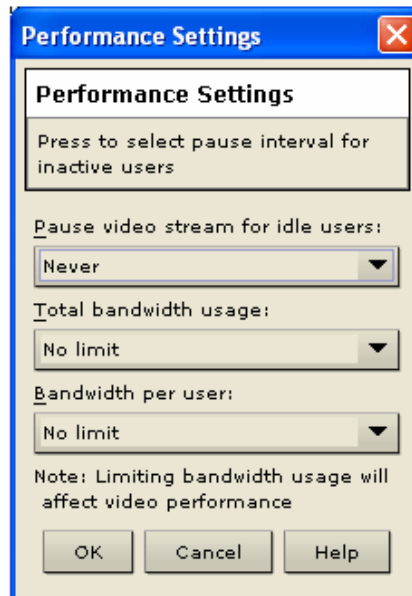 Performance Settings
Performance Settings
Press to select pause interval for
inactive users
Pause video stream for idle users:
Never
Total bandwidth usage:
No limit
Bandwidth per user:
No limit
Note: Limiting bandwidth usage will
affect video performance
OK Cancel Help